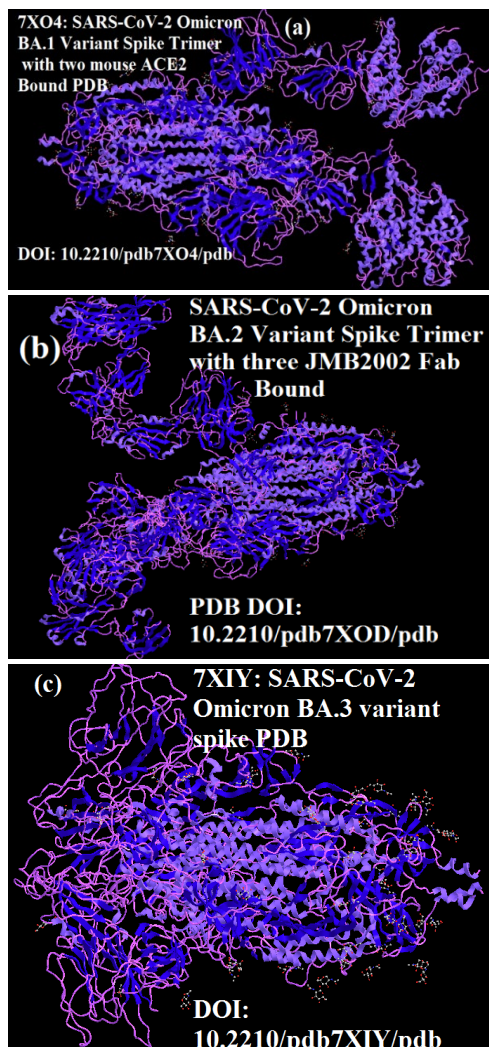 7XO4: SARS-CoV-2 Omicron
(a)
BA.1 Variant Spike Trimer
with two mouse ACE2
Bound PDB
DOI: 10.2210/pdb7XO4/pdb
SARS-CoV-2 Omicron
(b)
BA.2 Variant Spike Trimer
with three JMB2002 Fab
Bound
PDB DOI:
10.2210/pdb7XOD/pdb
(c)
7XIY: SARS-CoV-2
Omicron BA.3 variant
spike PDB
DOI:
10.2210/pdb7XIY/pdb